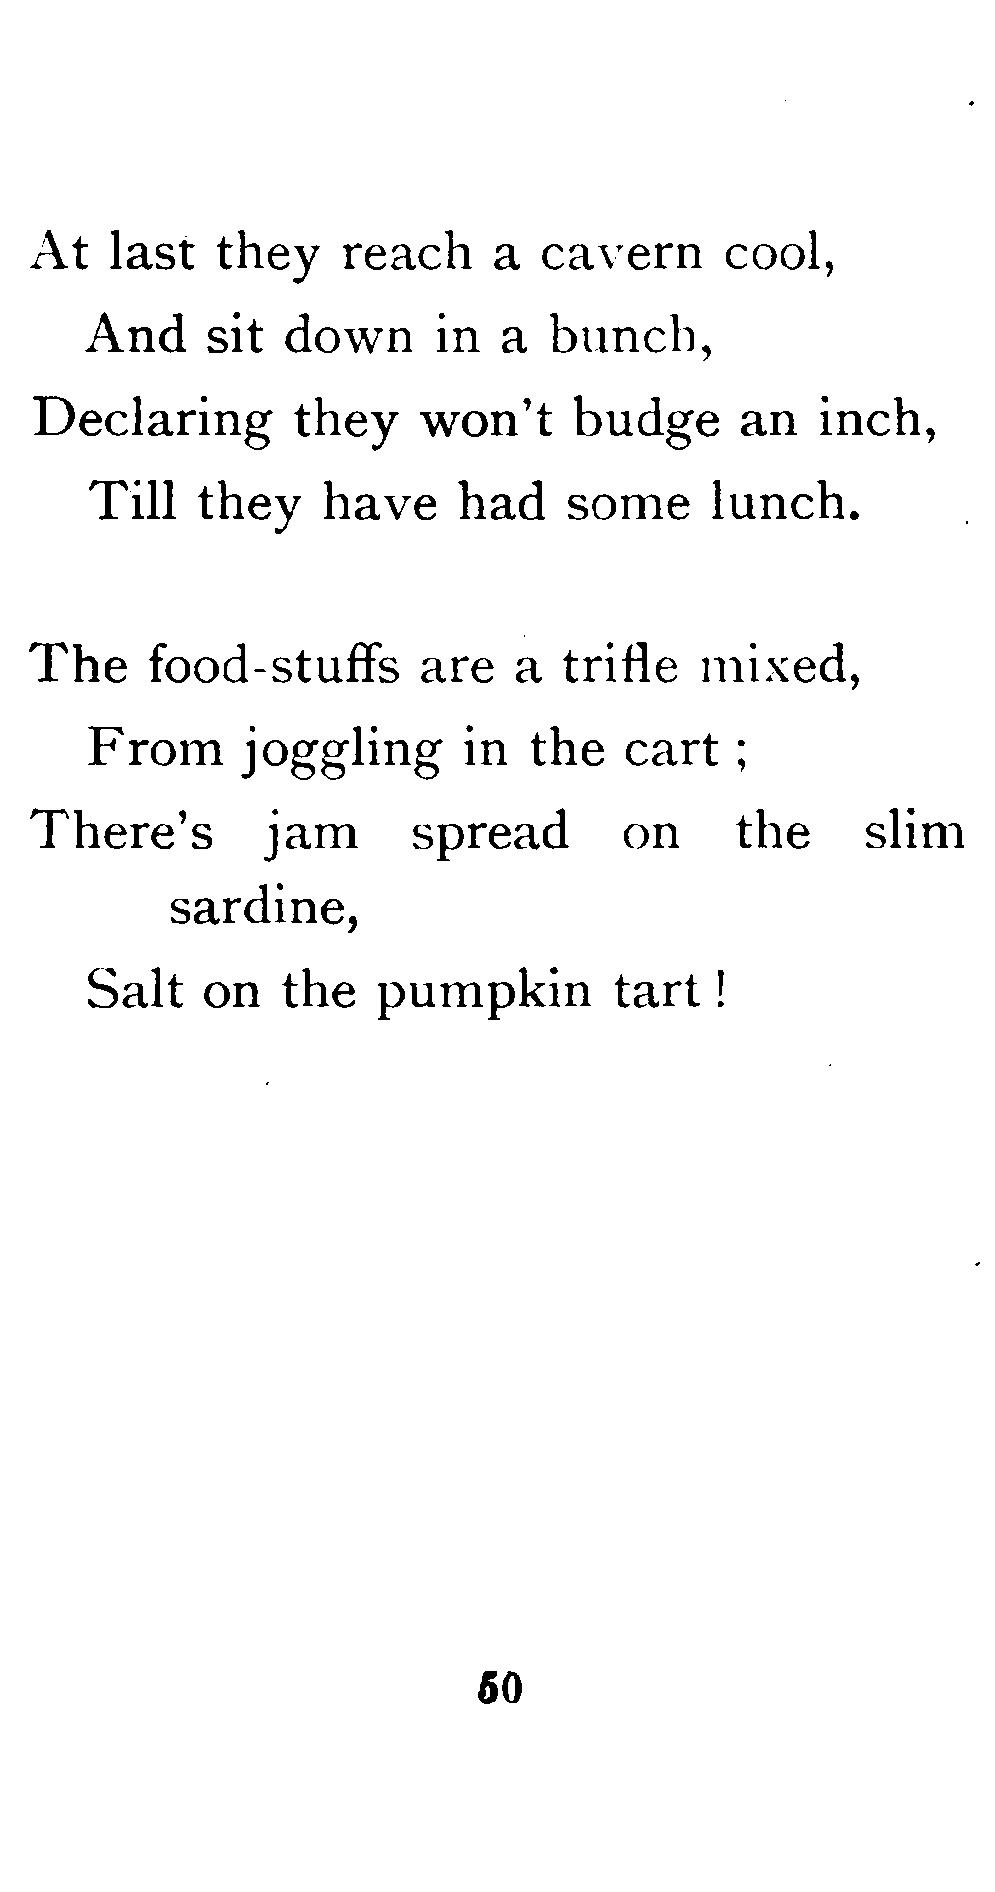 At last they reach a cavern cool,
And sit down in a bunch,
Declaring they won't budge an inch,
Till they have had some lunch.
The food-stuffs are a trifle mixed,
From joggling in the cart ;
There's jam spread on the slim
sardine,
Salt on the pumpkin tart !
50